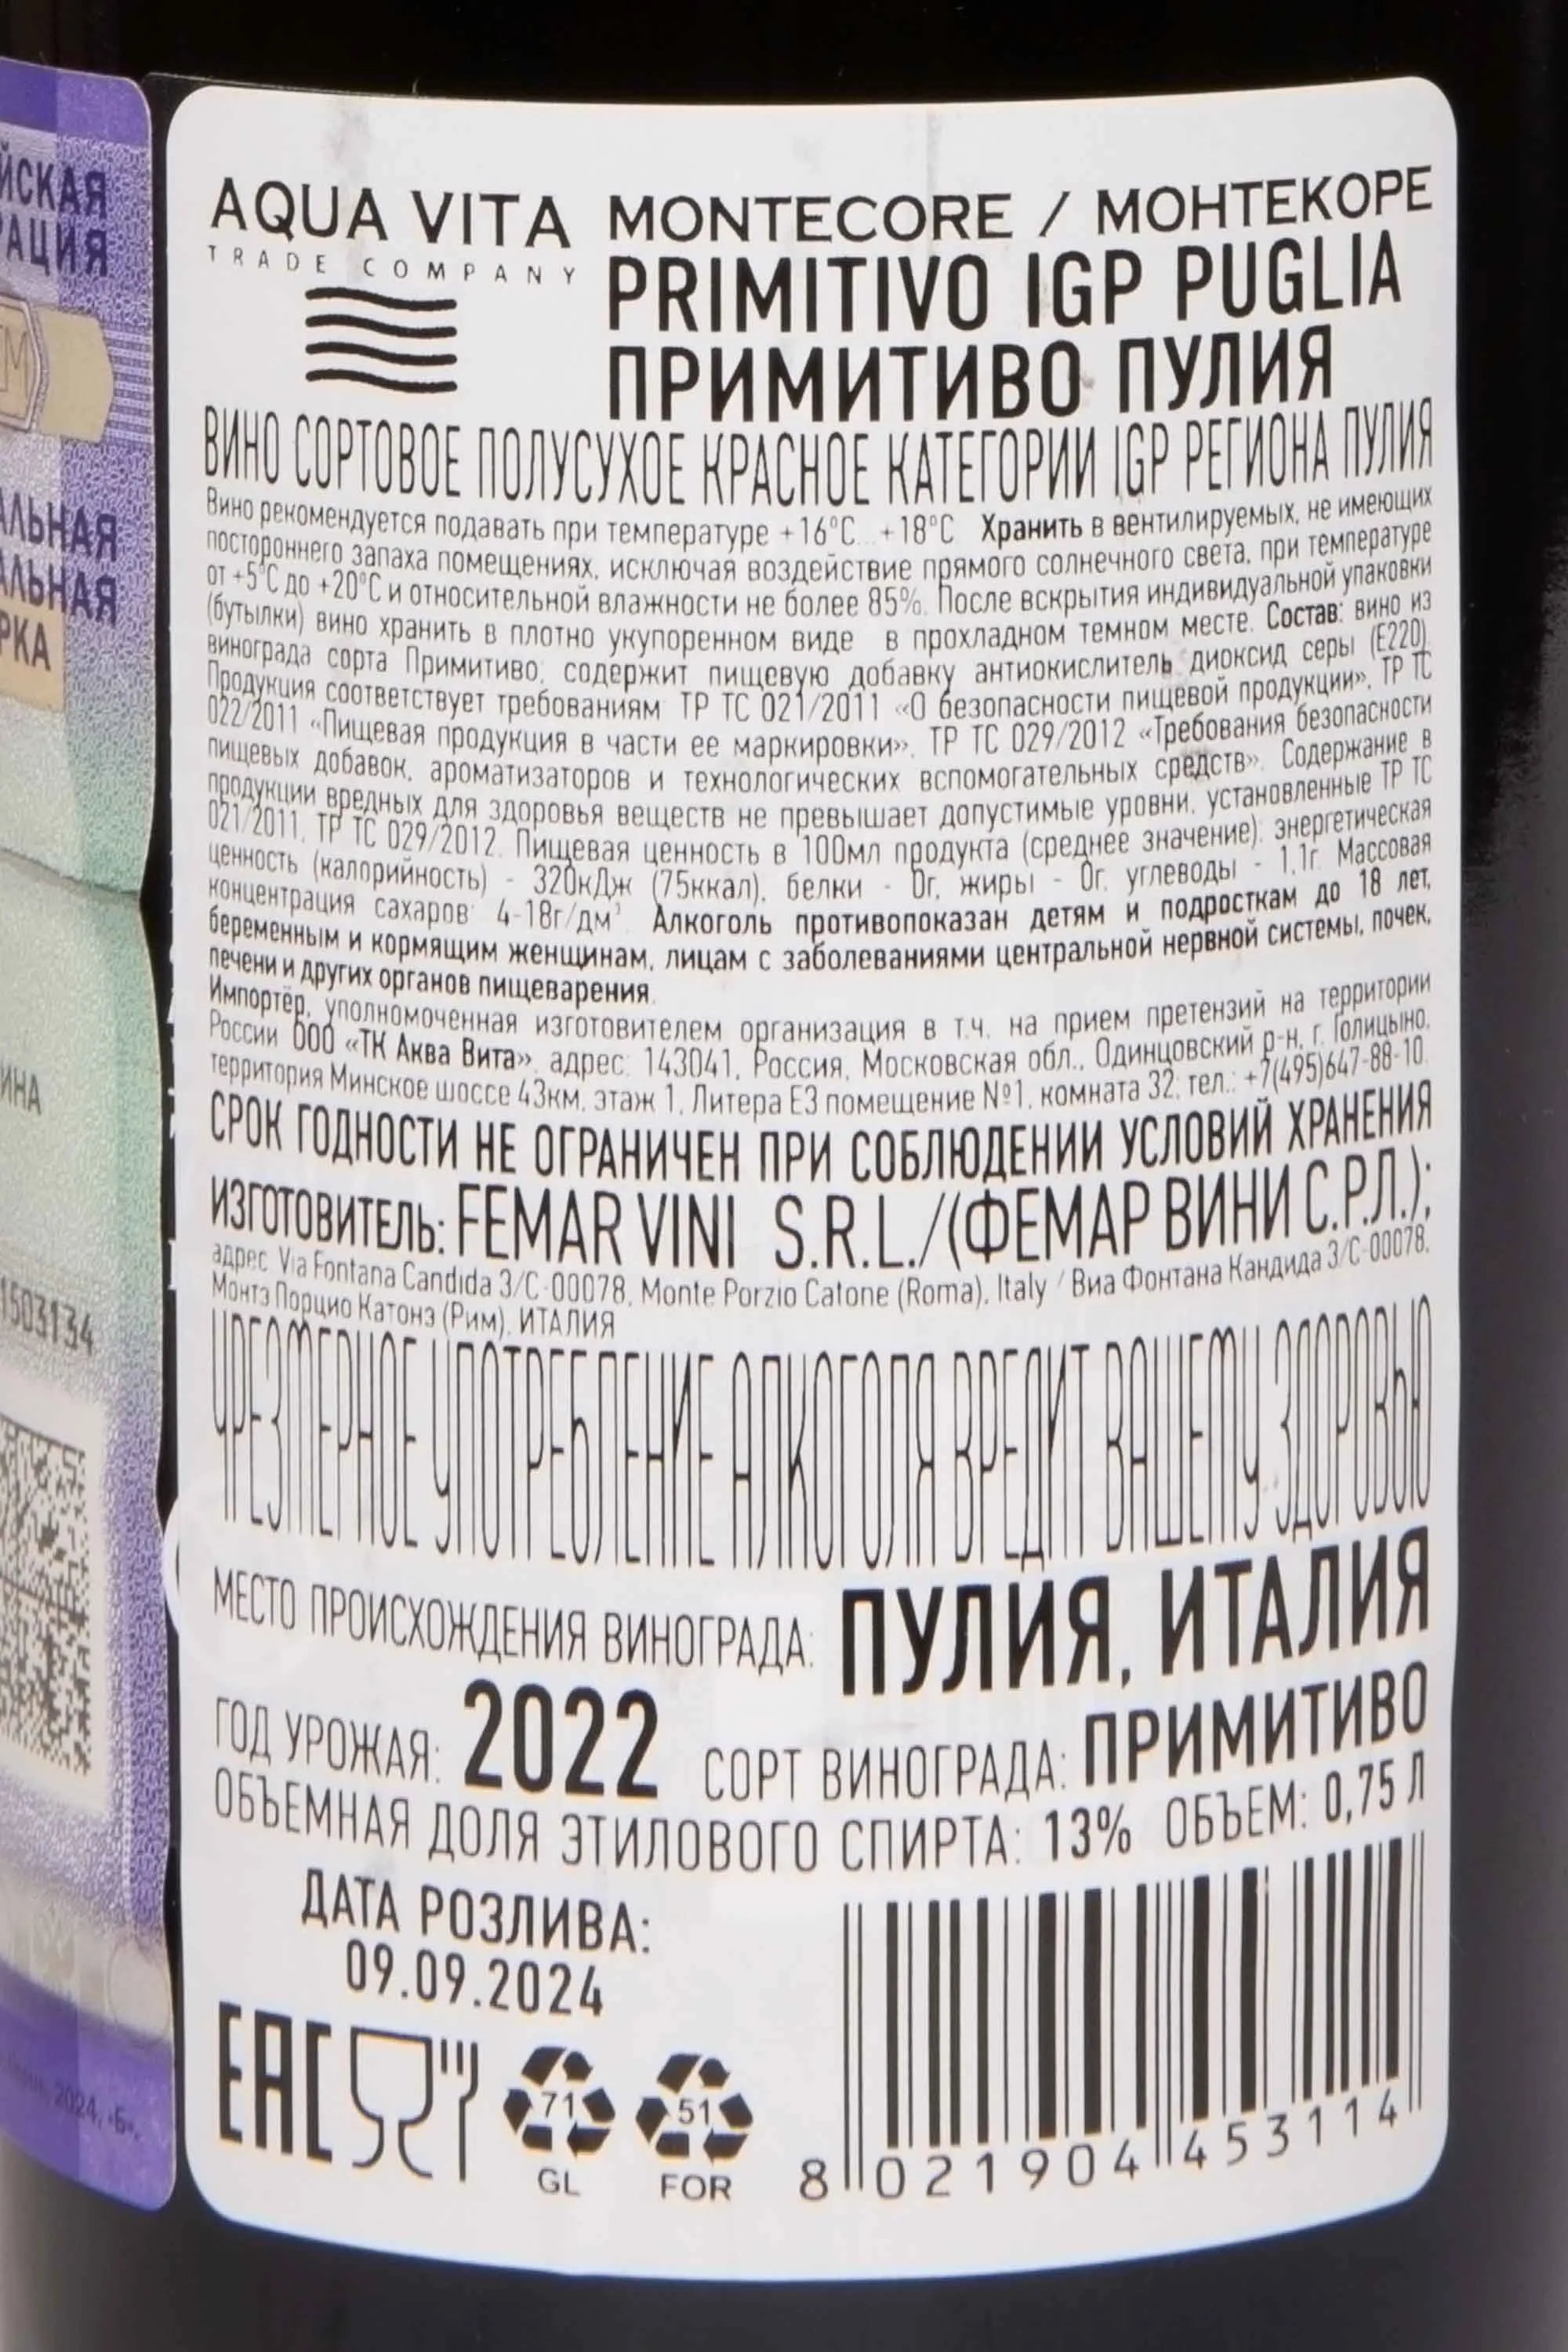 AQUA VITA
TRADE COMPANY
MONTECORE / МОНТЕКОРЕ
PRIMITIVO IGP PUGLIA
ПРИМИТИВО ПУЛИЯ
ВИНО СОРТОВОЕ ПОЛУСУХОЕ КРАСНОЕ КАТЕГОРИИ IGP РЕГИОНА ПУЛИЯ
Вино рекомендуется подавать при температуре +16°С...+18°С Хранить в вентилируемых, не имеющих
постороннего запаха помещениях, исключая воздействие прямого солнечного света, при температуре
от +5°С до +20°С и относительной влажности не более 85%. После вскрытия индивидуальной упаковки
(бутылки) вино хранить в плотно укупоренном виде в прохладном темном месте. Состав: вино из
винограда сорта Примитиво, содержит пищевую добавку антиокислитель диоксид серы (Е220).
Продукция соответствует требованиям ТР ТС 021/2011 «О безопасности пищевой продукции», ТР ТС
022/2011 «Пищевая продукция в части ее маркировки», ТР ТС 029/2012 «Требования безопасности
пищевых добавок, ароматизаторов и технологических вспомогательных средств». Содержание в
продукции вредных для здоровья веществ не превышает допустимые уровни, установленные ТР ТС
021/2011, ТР ТС 029/2012. Пищевая ценность в 100мл продукта (среднее значение): энергетическая
ценность (калорийность) - 320кДж (75ккал), белки - 0г, жиры - 0г, углеводы - 1,1г. Массовая
концентрация сахаров: 4-18г/дм³ Алкоголь противопоказан детям и подросткам до 18 лет,
беременным и кормящим женщинам, лицам с заболеваниями центральной нервной системы, почек,
печени и других органов пищеварения.
Импортёр, уполномоченная изготовителем организация в т.ч. на прием претензий на территории
России ООО «ТК Аква Вита», адрес: 143041, Россия, Московская обл., Одинцовский р-н, г. Голицыно,
территория Минское шоссе 43км, этаж 1, Литера Е3 помещение №1, комната 32; тел.: +7(495)647-88-10.
СРОК ГОДНОСТИ НЕ ОГРАНИЧЕН ПРИ СОБЛЮДЕНИИ УСЛОВИЙ ХРАНЕНИЯ
ИЗГОТОВИТЕЛЬ: FEMAR VINI S.R.L./(ФЕМАР ВИНИ С.Р.Л.);
адрес: Via Fontana Candida 3/C-00078, Monte Porzio Catone (Roma), Italy / Виа Фонтана Кандида 3/С-00078,
Монтэ Порцио Катонэ (Рим), ИТАЛИЯ
ЧРЕЗМЕРНОЕ УПОТРЕБЛЕНИЕ АЛКОГОЛЯ ВРЕДИТ ВАШЕМУ ЗДОРОВЬЮ
МЕСТО ПРОИСХОЖДЕНИЯ ВИНОГРАДА: ПУЛИЯ, ИТАЛИЯ
ГОД УРОЖАЯ: 2022 СОРТ ВИНОГРАДА: ПРИМИТИВО
ОБЪЕМНАЯ ДОЛЯ ЭТИЛОВОГО СПИРТА: 13% ОБЪЕМ: 0,75 Л
ДАТА РОЗЛИВА:
09.09.2024
EAC
71
GL
51
FOR
8 021904 453114
ЙСКАЯ
РАЦИЯ
АЛЬНАЯ
АЛЬНАЯ
РКА
ИНА
1503134
2024, «Б».